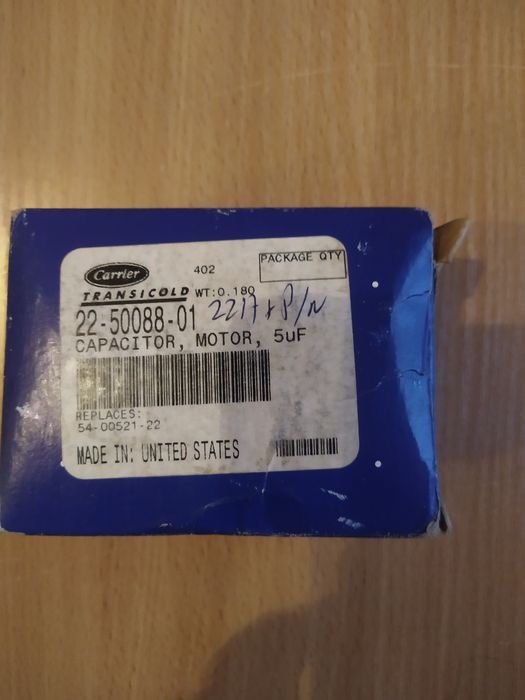 Carrier
402
PACKAGE QTY
TRANSICOLD WT:0.180
22-50088-01
CAPACITOR, MOTOR, 5uF
REPLACES:
54-00521-22
MADE IN: UNITED STATES